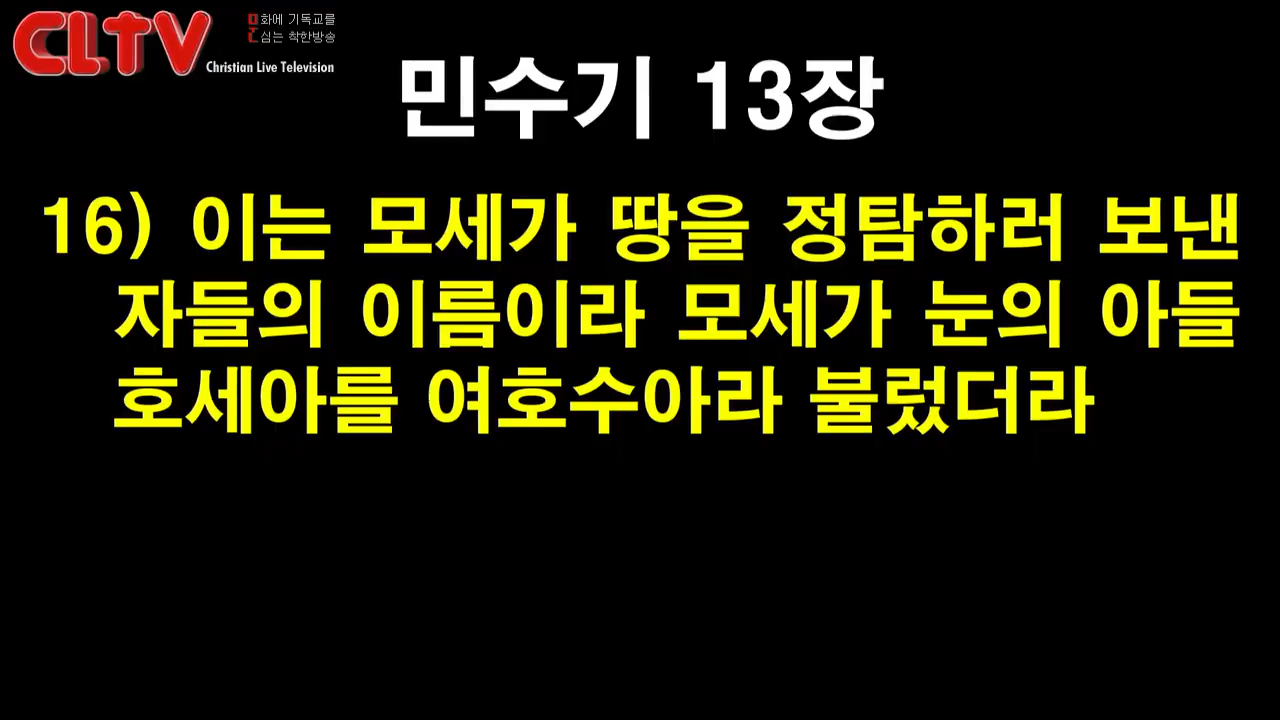 CLTV
문화에 기독교를
심는 착한방송
Christian Live Television
민수기 13장
16) 이는 모세가 땅을 정탐하러 보낸
자들의 이름이라 모세가 눈의 아들
호세아를 여호수아라 불렀더라